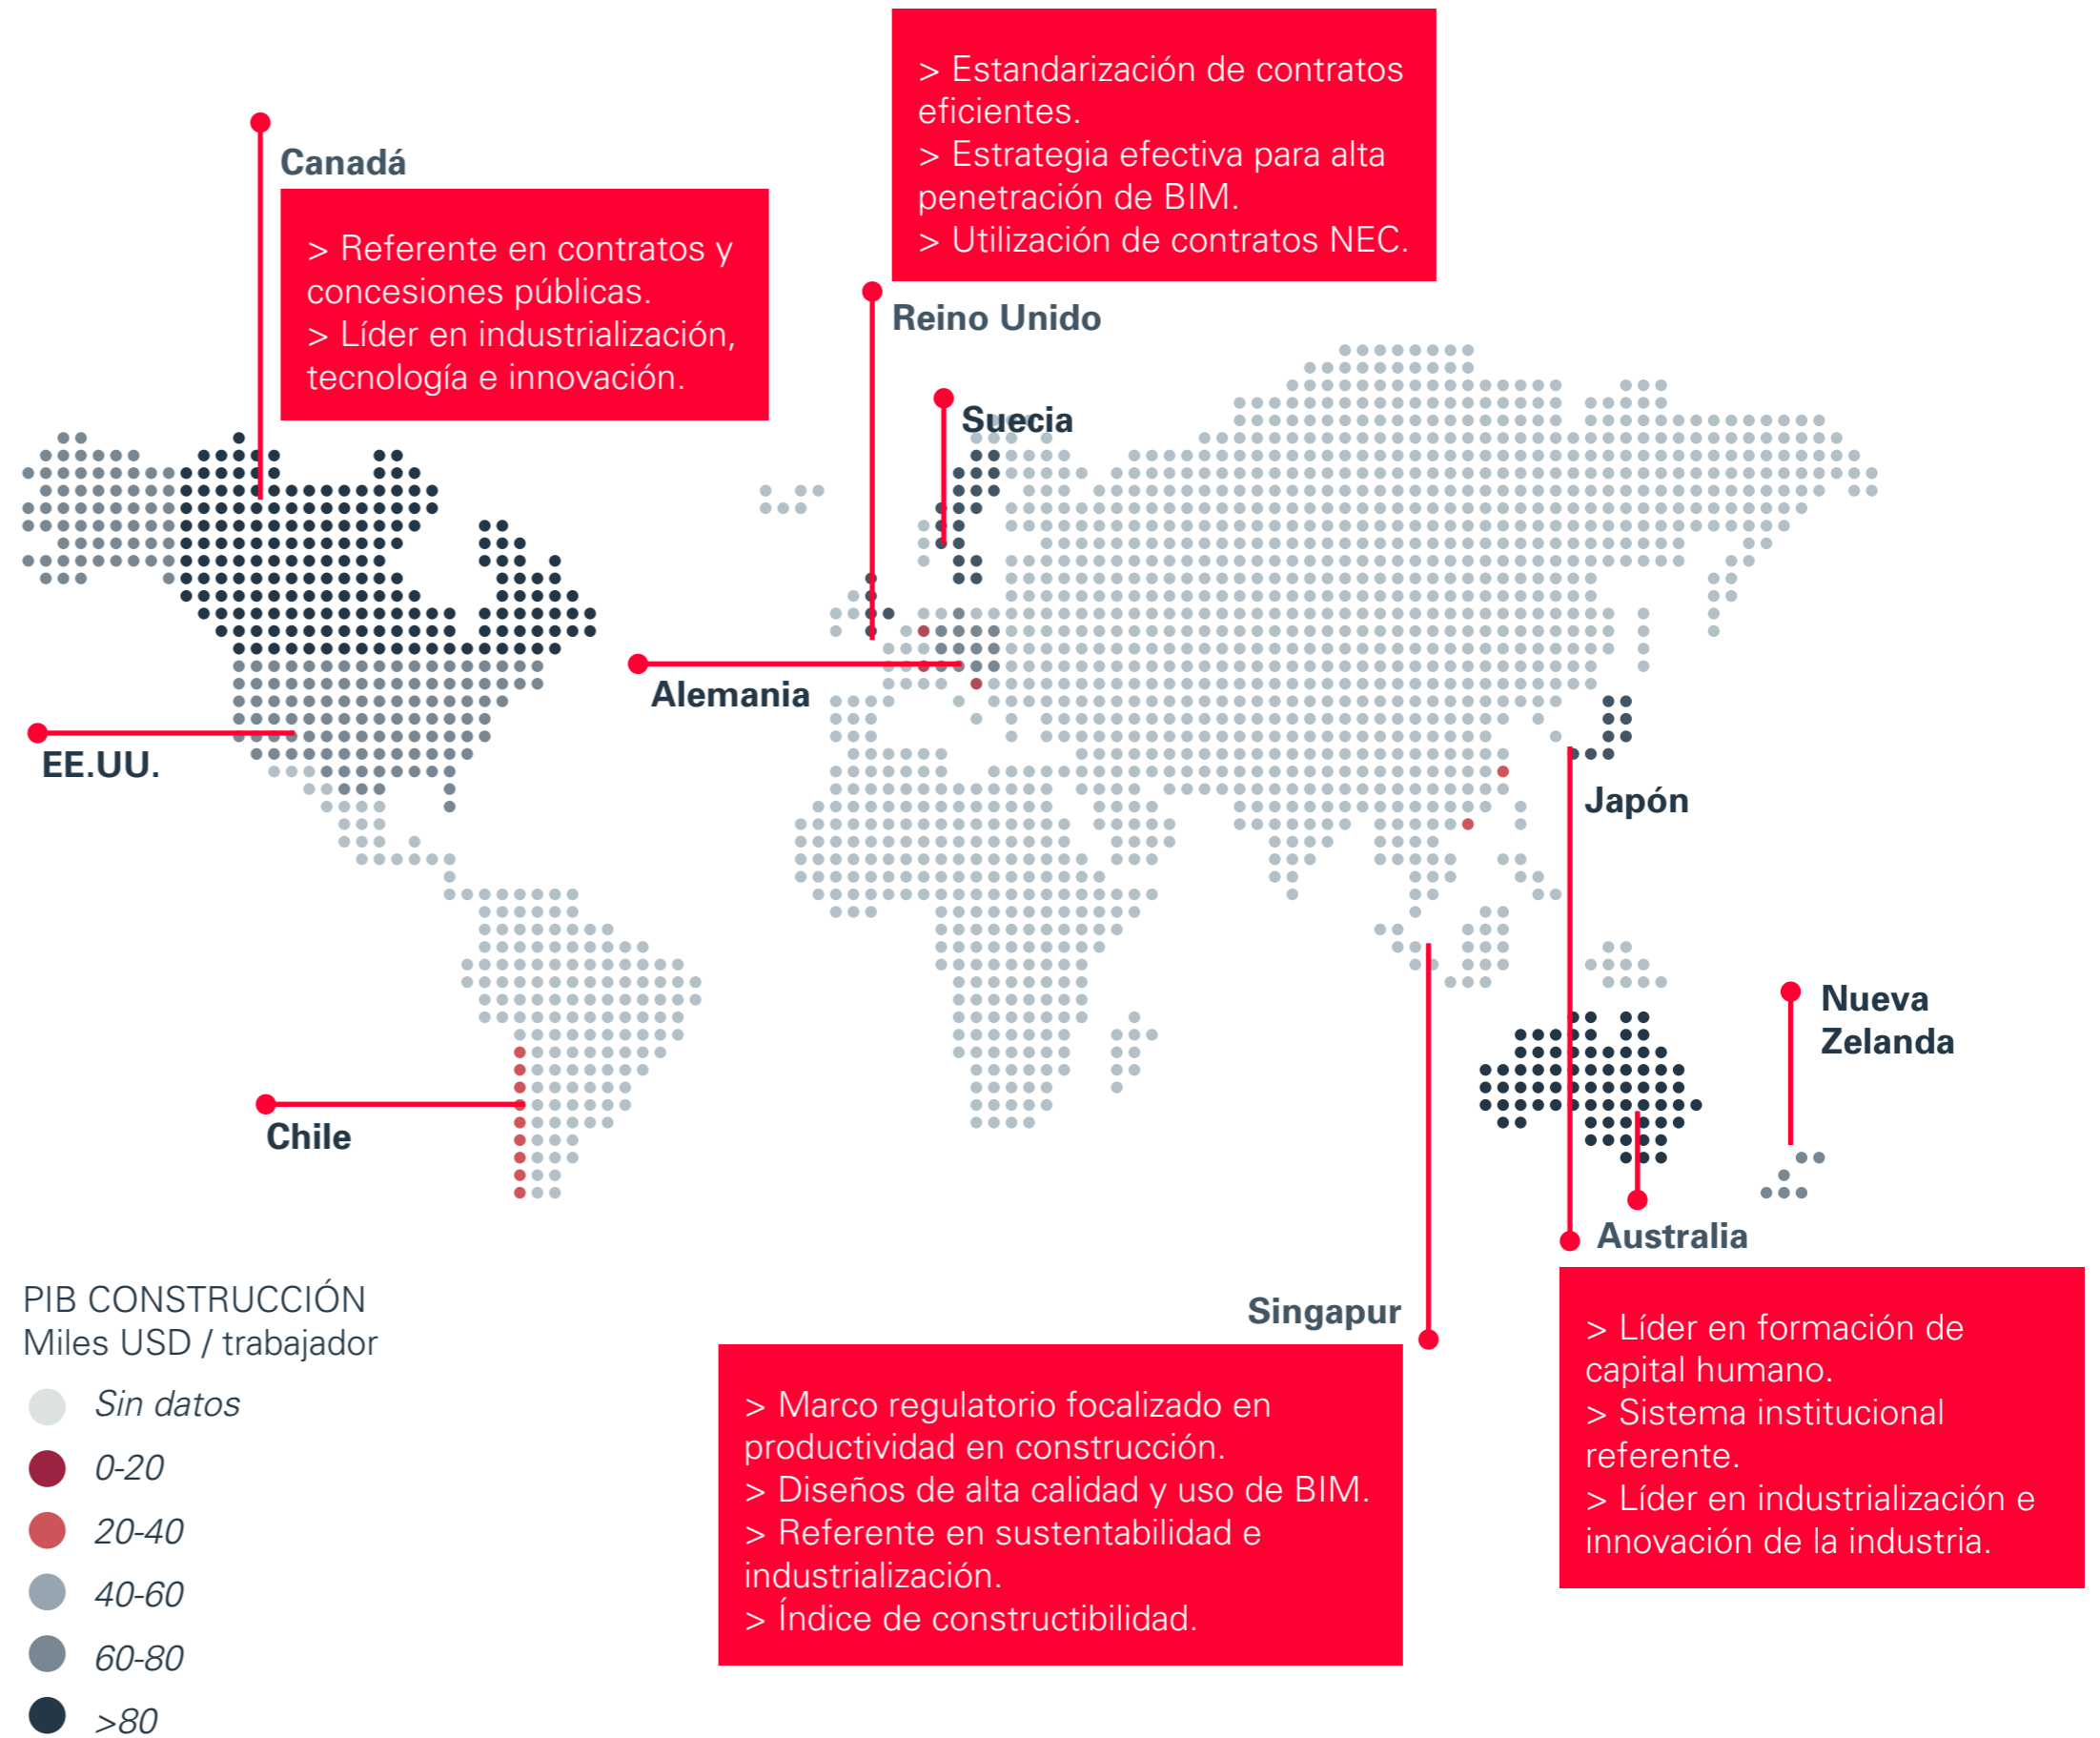 > Estandarización de contratos
eficientes.
> Estrategia efectiva para alta
penetración de BIM.
> Utilización de contratos NEC.
Canadá
> Referente en contratos y
concesiones públicas.
> Líder en industrialización,
tecnología e innovación.
Reino Unido
Suecia
Alemania
EE.UU.
Japón
Nueva
Zelanda
Chile
Australia
> Líder en formación de
capital humano.
> Sistema institucional
referente.
> Líder en industrialización e
innovación de la industria.
Singapur
> Marco regulatorio focalizado en
productividad en construcción.
> Diseños de alta calidad y uso de BIM.
> Referente en sustentabilidad e
industrialización.
> Índice de constructibilidad.
PIB CONSTRUCCIÓN
Miles USD / trabajador
Sin datos
0-20
20-40
40-60
60-80
>80